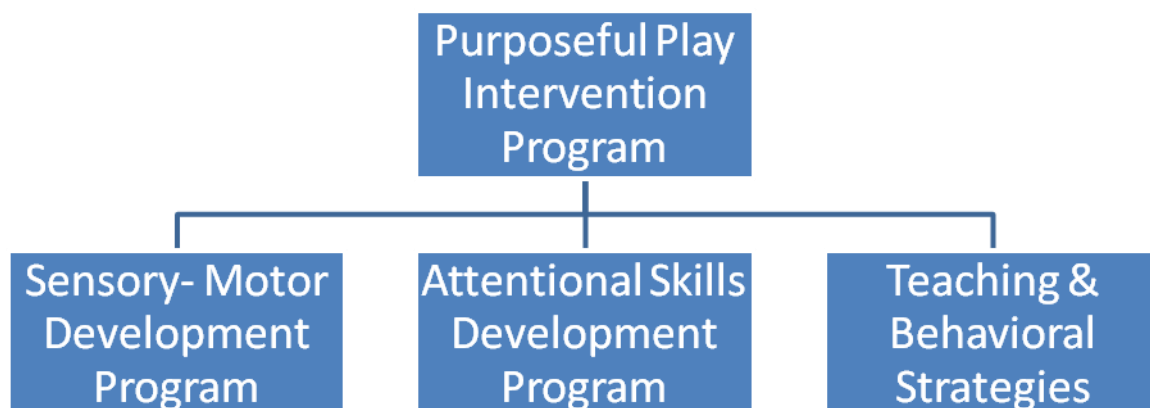 Purposeful Play
Intervention
Program
Sensory- Motor
Development
Program
Attentional Skills
Development
Program
Teaching &
Behavioral
Strategies